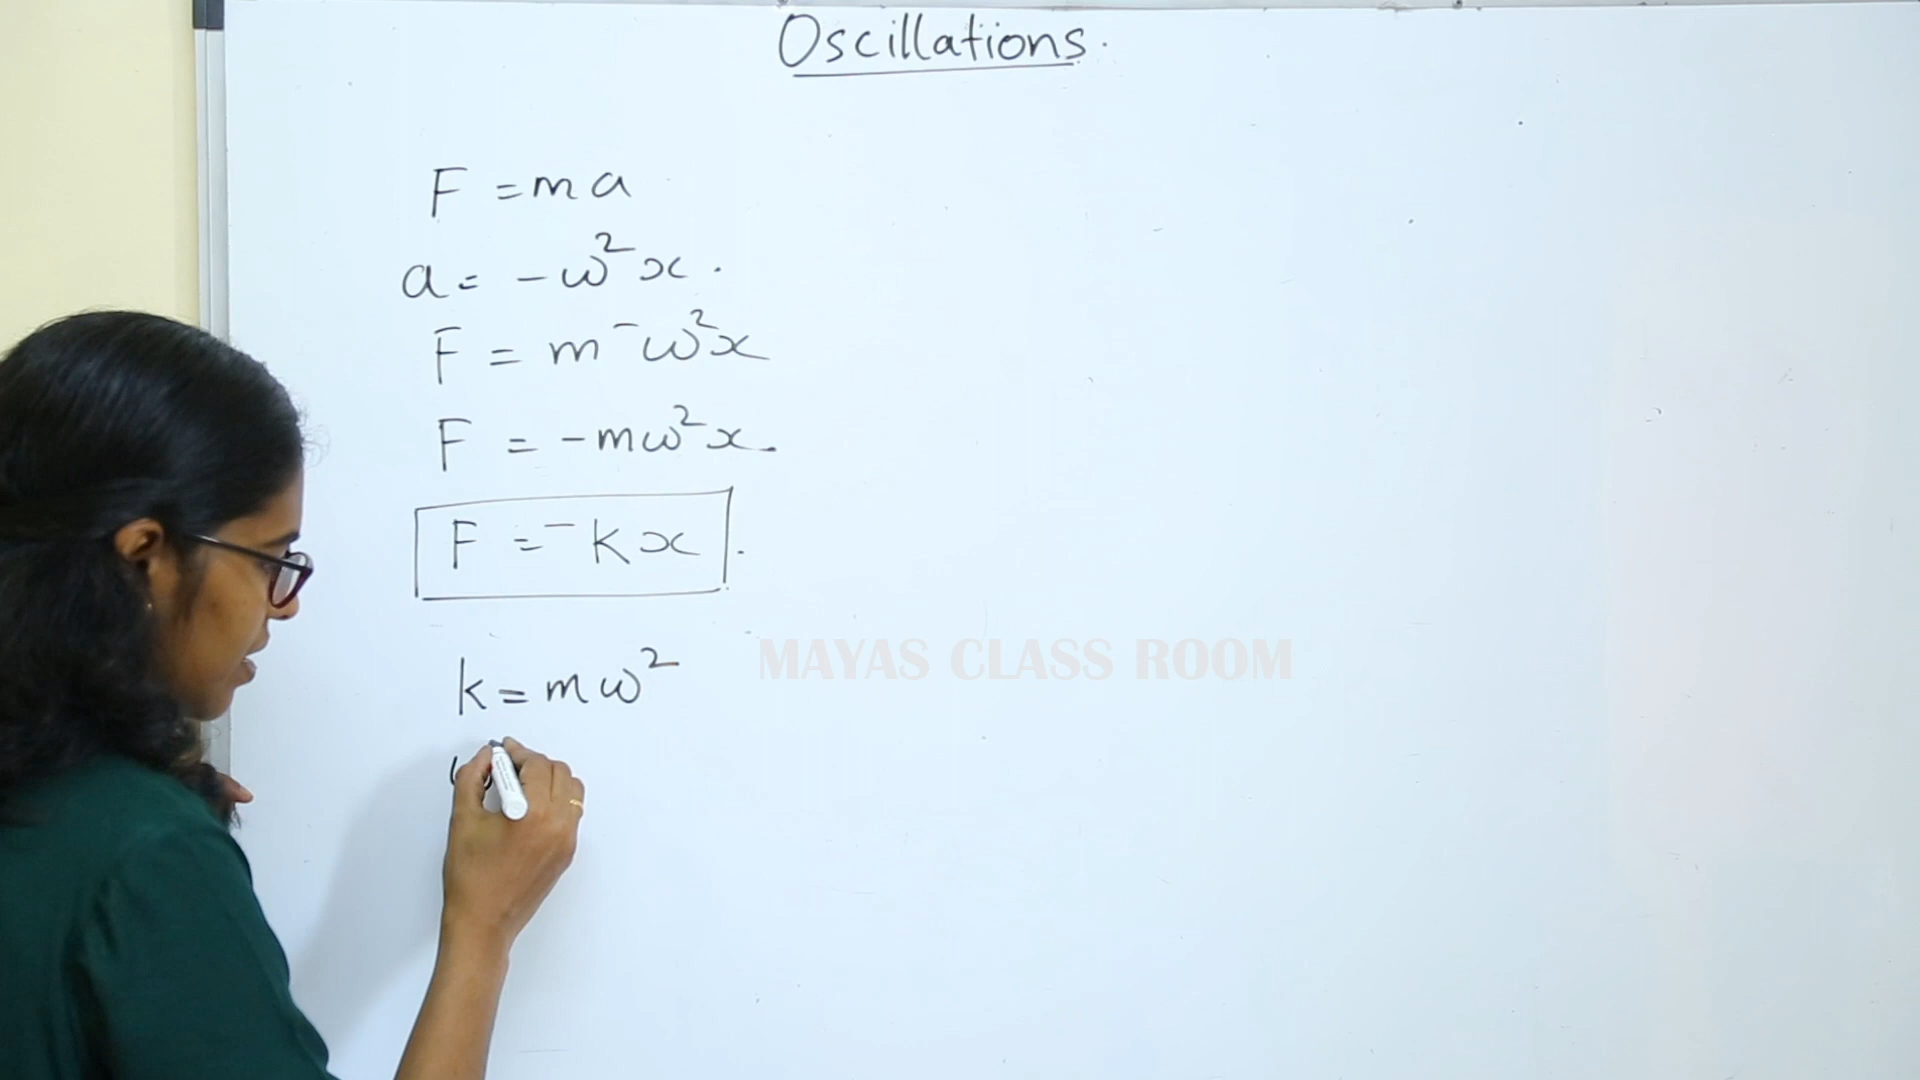 Oscillations.
F = ma
a = -ω²x.
F = m⁻ω²x
F = -mω²x.
F = ⁻kx.
k = mω²
ω
MAYAS CLASS ROOM